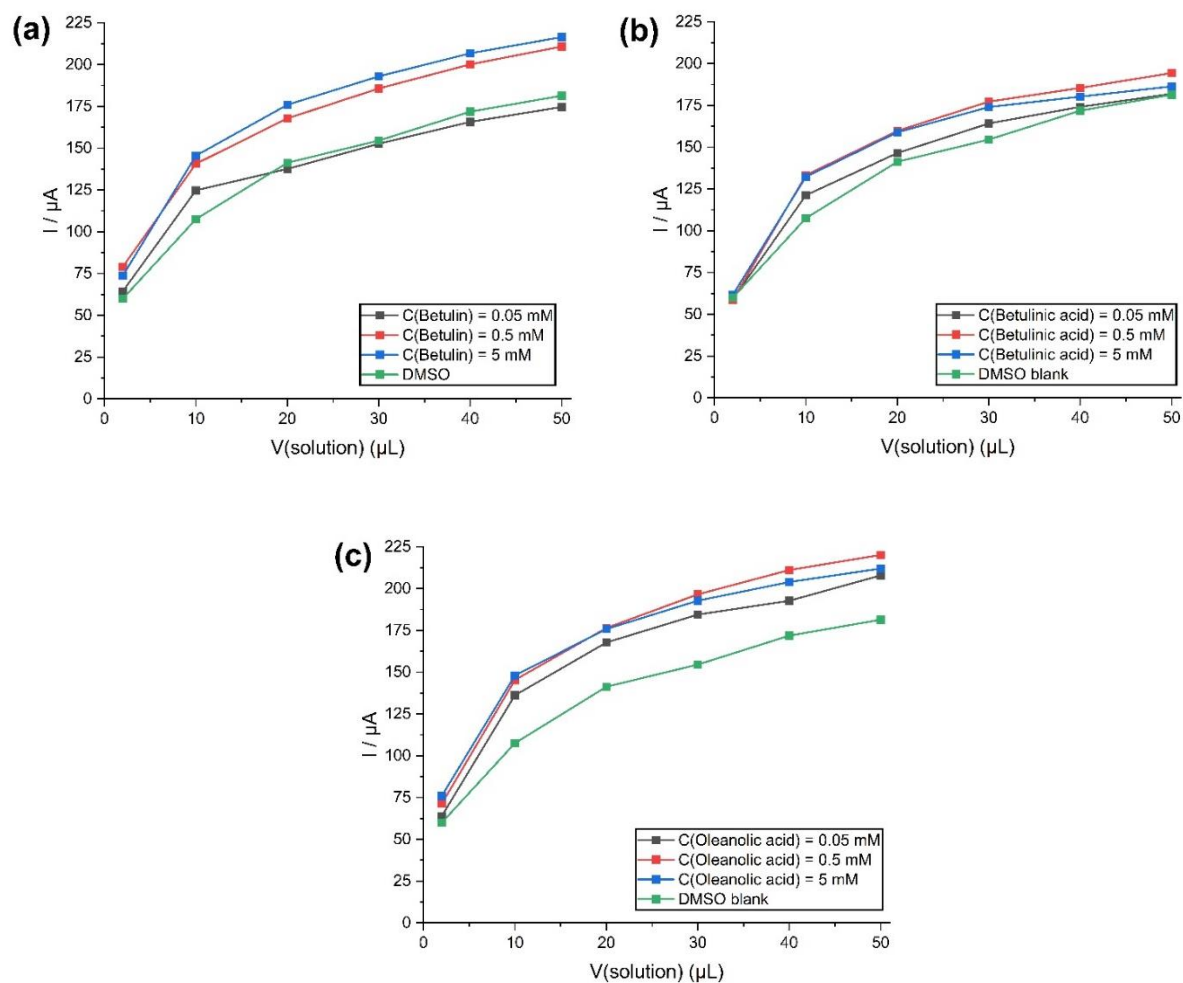 (a)
225
200
175
150
125
100
75
50
25
0
I / µA
0 10 20 30 40 50
V(solution) (µL)
C(Betulin) = 0.05 mM
C(Betulin) = 0.5 mM
C(Betulin) = 5 mM
DMSO
(b)
225
200
175
150
125
100
75
50
25
0
I / µA
0 10 20 30 40 50
V(solution) (µL)
C(Betulinic acid) = 0.05 mM
C(Betulinic acid) = 0.5 mM
C(Betulinic acid) = 5 mM
DMSO blank
(c)
225
200
175
150
125
100
75
50
25
0
I / µA
0 10 20 30 40 50
V(solution) (µL)
C(Oleanolic acid) = 0.05 mM
C(Oleanolic acid) = 0.5 mM
C(Oleanolic acid) = 5 mM
DMSO blank